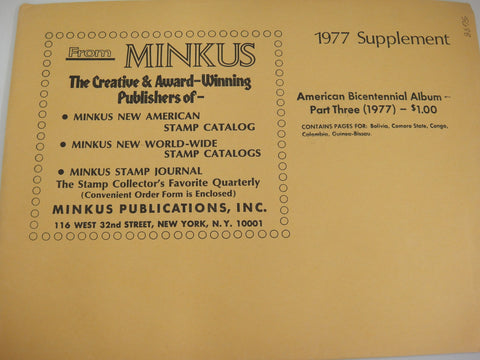 From MINKUS
The Creative & Award-Winning
Publishers of-
• MINKUS NEW AMERICAN
STAMP CATALOG
• MINKUS NEW WORLD-WIDE
STAMP CATALOGS
• MINKUS STAMP JOURNAL
The Stamp Collector's Favorite Quarterly
(Convenient Order Form is Enclosed)
MINKUS PUBLICATIONS, INC.
116 WEST 32nd STREET, NEW YORK, N.Y. 10001
1977 Supplement
American Bicentennial Album -
Part Three (1977) - $1.00
CONTAINS PAGES FOR: Bolivia, Comoro State, Congo,
Colombia, Guinea-Bissau.